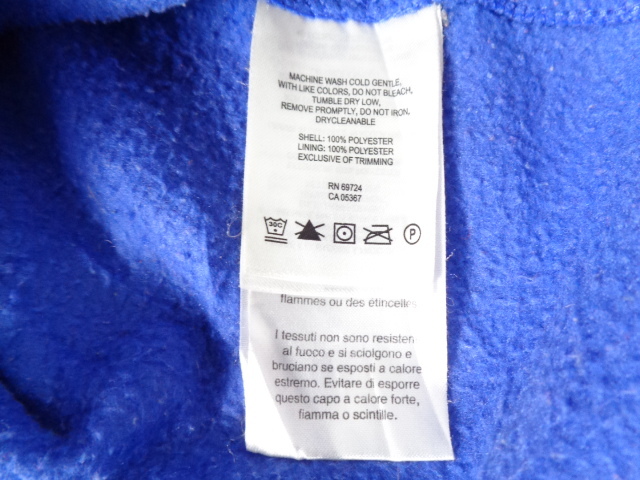 MACHINE WASH COLD GENTLE,
WITH LIKE COLORS, DO NOT BLEACH,
TUMBLE DRY LOW,
REMOVE PROMPTLY, DO NOT IRON.
DRYCLEANABLE
SHELL: 100% POLYESTER
LINING: 100% POLYESTER
EXCLUSIVE OF TRIMMING
RN 69724
CA 05367
30C
P
flammes ou des étincelles
I tessuti non sono resisten
al fuoco e si sciolgono e
bruciano se esposti a calore
estremo. Evitare di esporre
questo capo a calore forte,
fiamma o scintille.